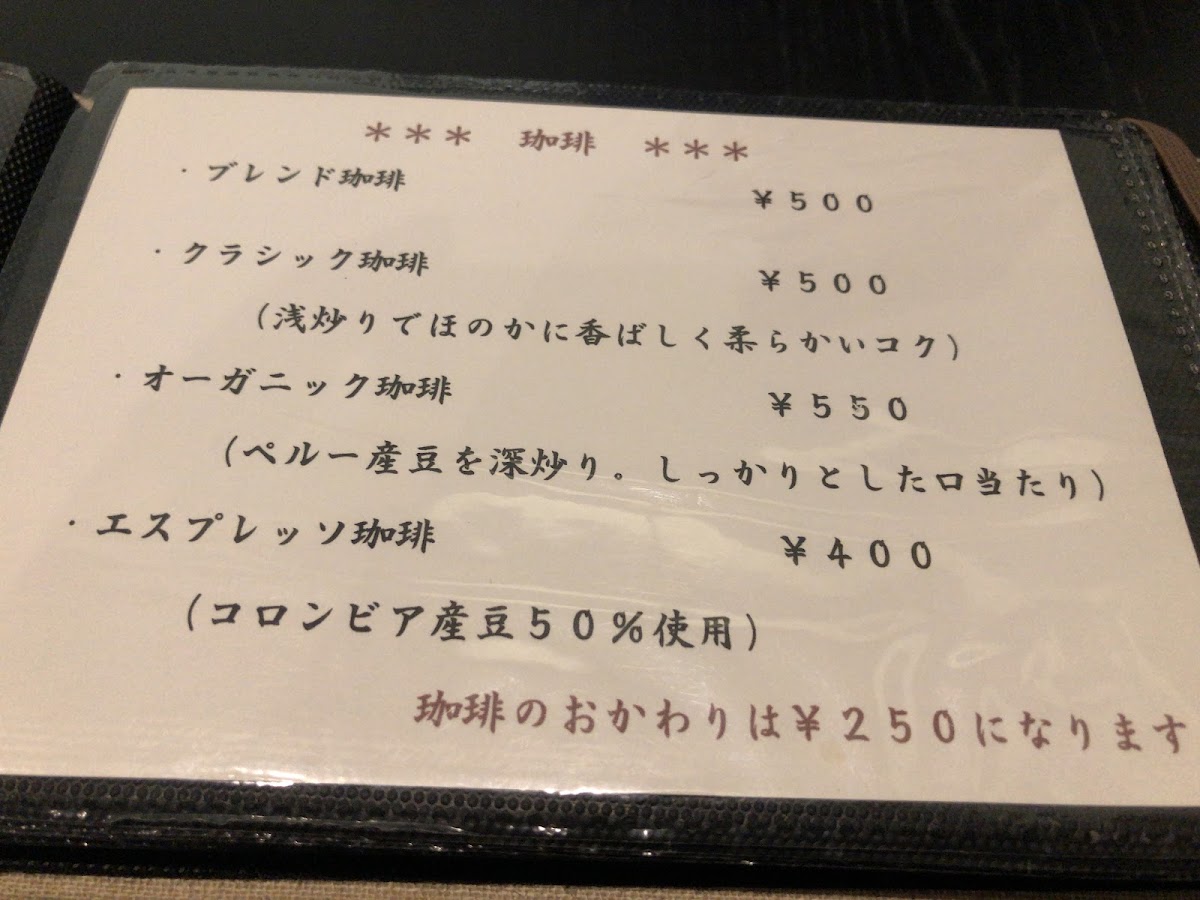 ＊＊＊ 珈琲 ＊＊＊
・ブレンド珈琲 ￥５００
・クラシック珈琲 ￥５００
（浅炒りでほのかに香ばしく柔らかいコク）
・オーガニック珈琲 ￥５５０
（ペルー産豆を深炒り。しっかりとした口当たり）
・エスプレッソ珈琲 ￥４００
（コロンビア産豆５０％使用）
珈琲のおかわりは￥２５０になります